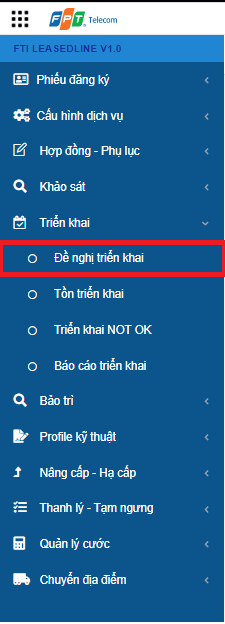 FPT Telecom
FTI LEASEDLINE V1.0
Phiếu đăng ký
Cấu hình dịch vụ
Hợp đồng - Phụ lục
Khảo sát
Triển khai
Đề nghị triển khai
Tồn triển khai
Triển khai NOT OK
Báo cáo triển khai
Bảo trì
Profile kỹ thuật
Nâng cấp - Hạ cấp
Thanh lý - Tạm ngưng
Quản lý cước
Chuyển địa điểm